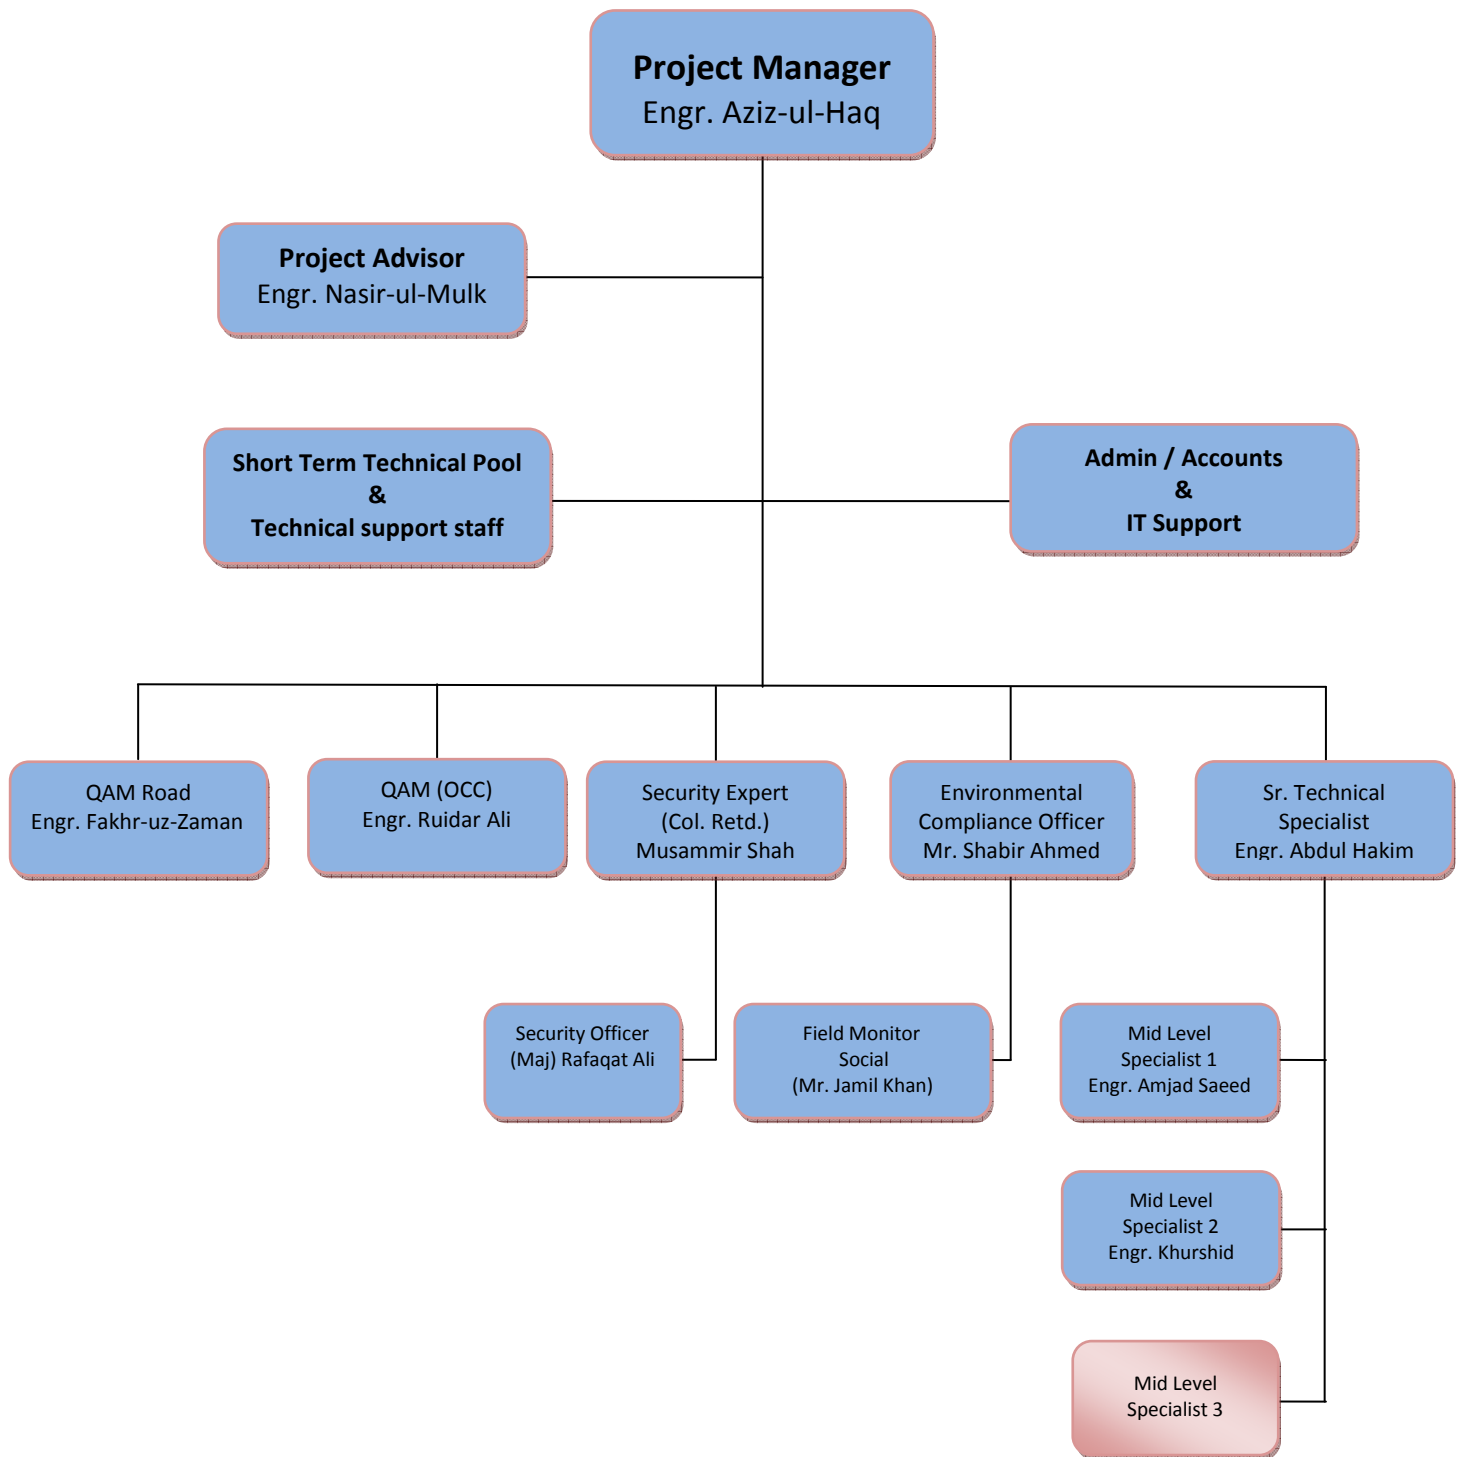 Project Manager
Engr. Aziz-ul-Haq
Project Advisor
Engr. Nasir-ul-Mulk
Short Term Technical Pool
&
Technical support staff
Admin / Accounts
&
IT Support
QAM Road
Engr. Fakhr-uz-Zaman
QAM (OCC)
Engr. Ruidar Ali
Security Expert
(Col. Retd.)
Musammir Shah
Environmental
Compliance Officer
Mr. Shabir Ahmed
Sr. Technical
Specialist
Engr. Abdul Hakim
Security Officer
(Maj) Rafaqat Ali
Field Monitor
Social
(Mr. Jamil Khan)
Mid Level
Specialist 1
Engr. Amjad Saeed
Mid Level
Specialist 2
Engr. Khurshid
Mid Level
Specialist 3